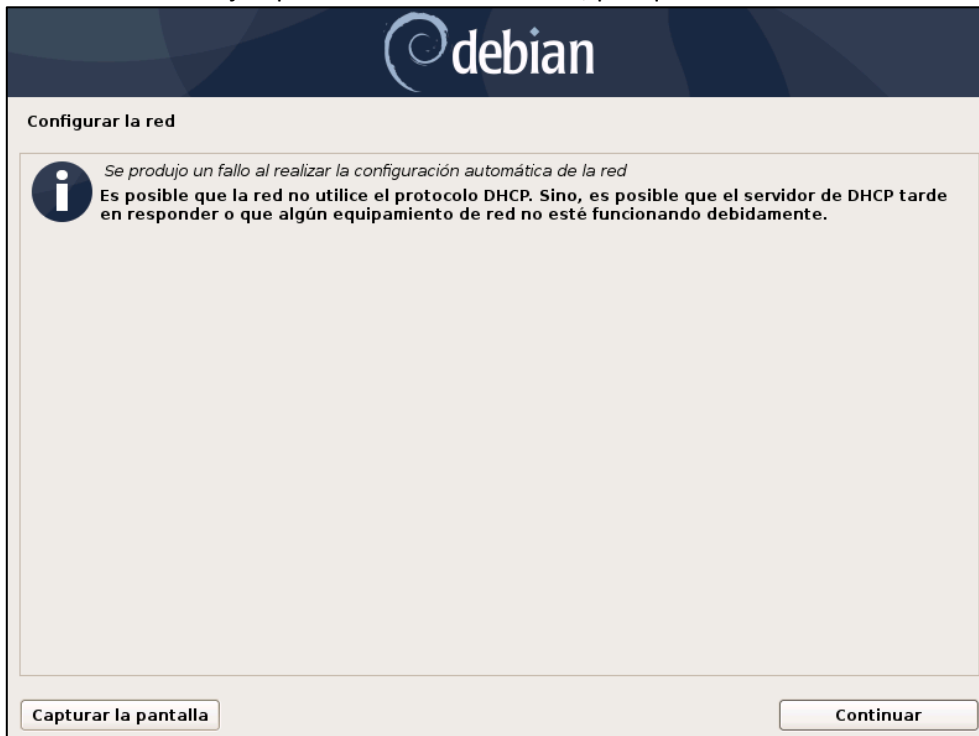 debian
Configurar la red
Se produjo un fallo al realizar la configuración automática de la red
Es posible que la red no utilice el protocolo DHCP. Sino, es posible que el servidor de DHCP tarde
en responder o que algún equipamiento de red no esté funcionando debidamente.
Capturar la pantalla
Continuar